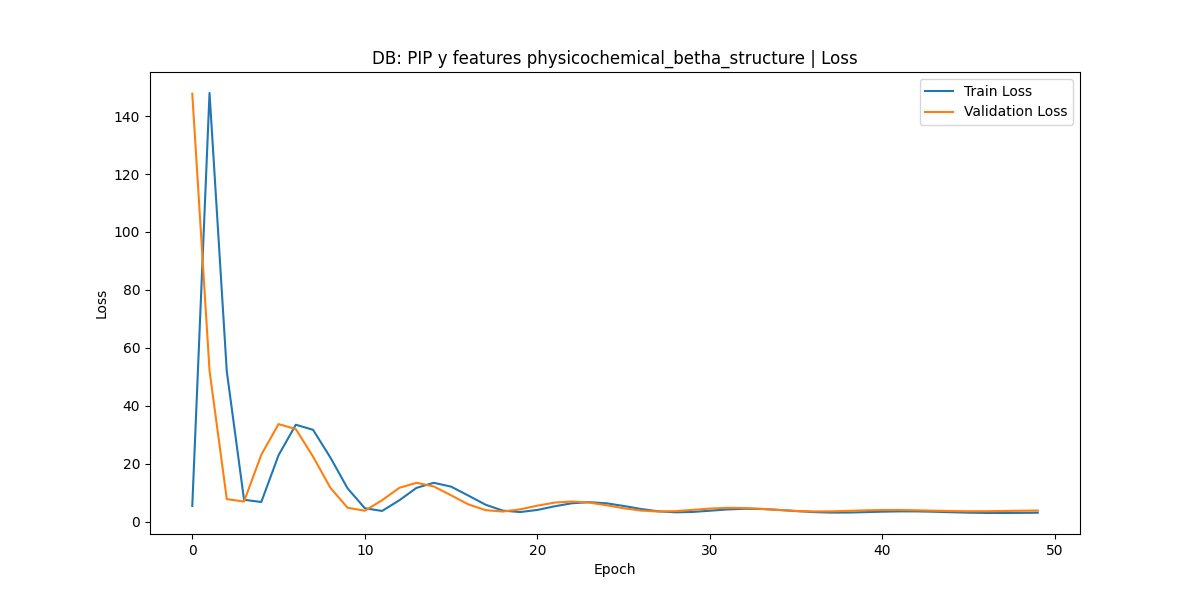 DB: PIP y features physicochemical_betha_structure | Loss
Train Loss
Validation Loss
140
120
100
80
60
40
20
0
Loss
0 10 20 30 40 50
Epoch